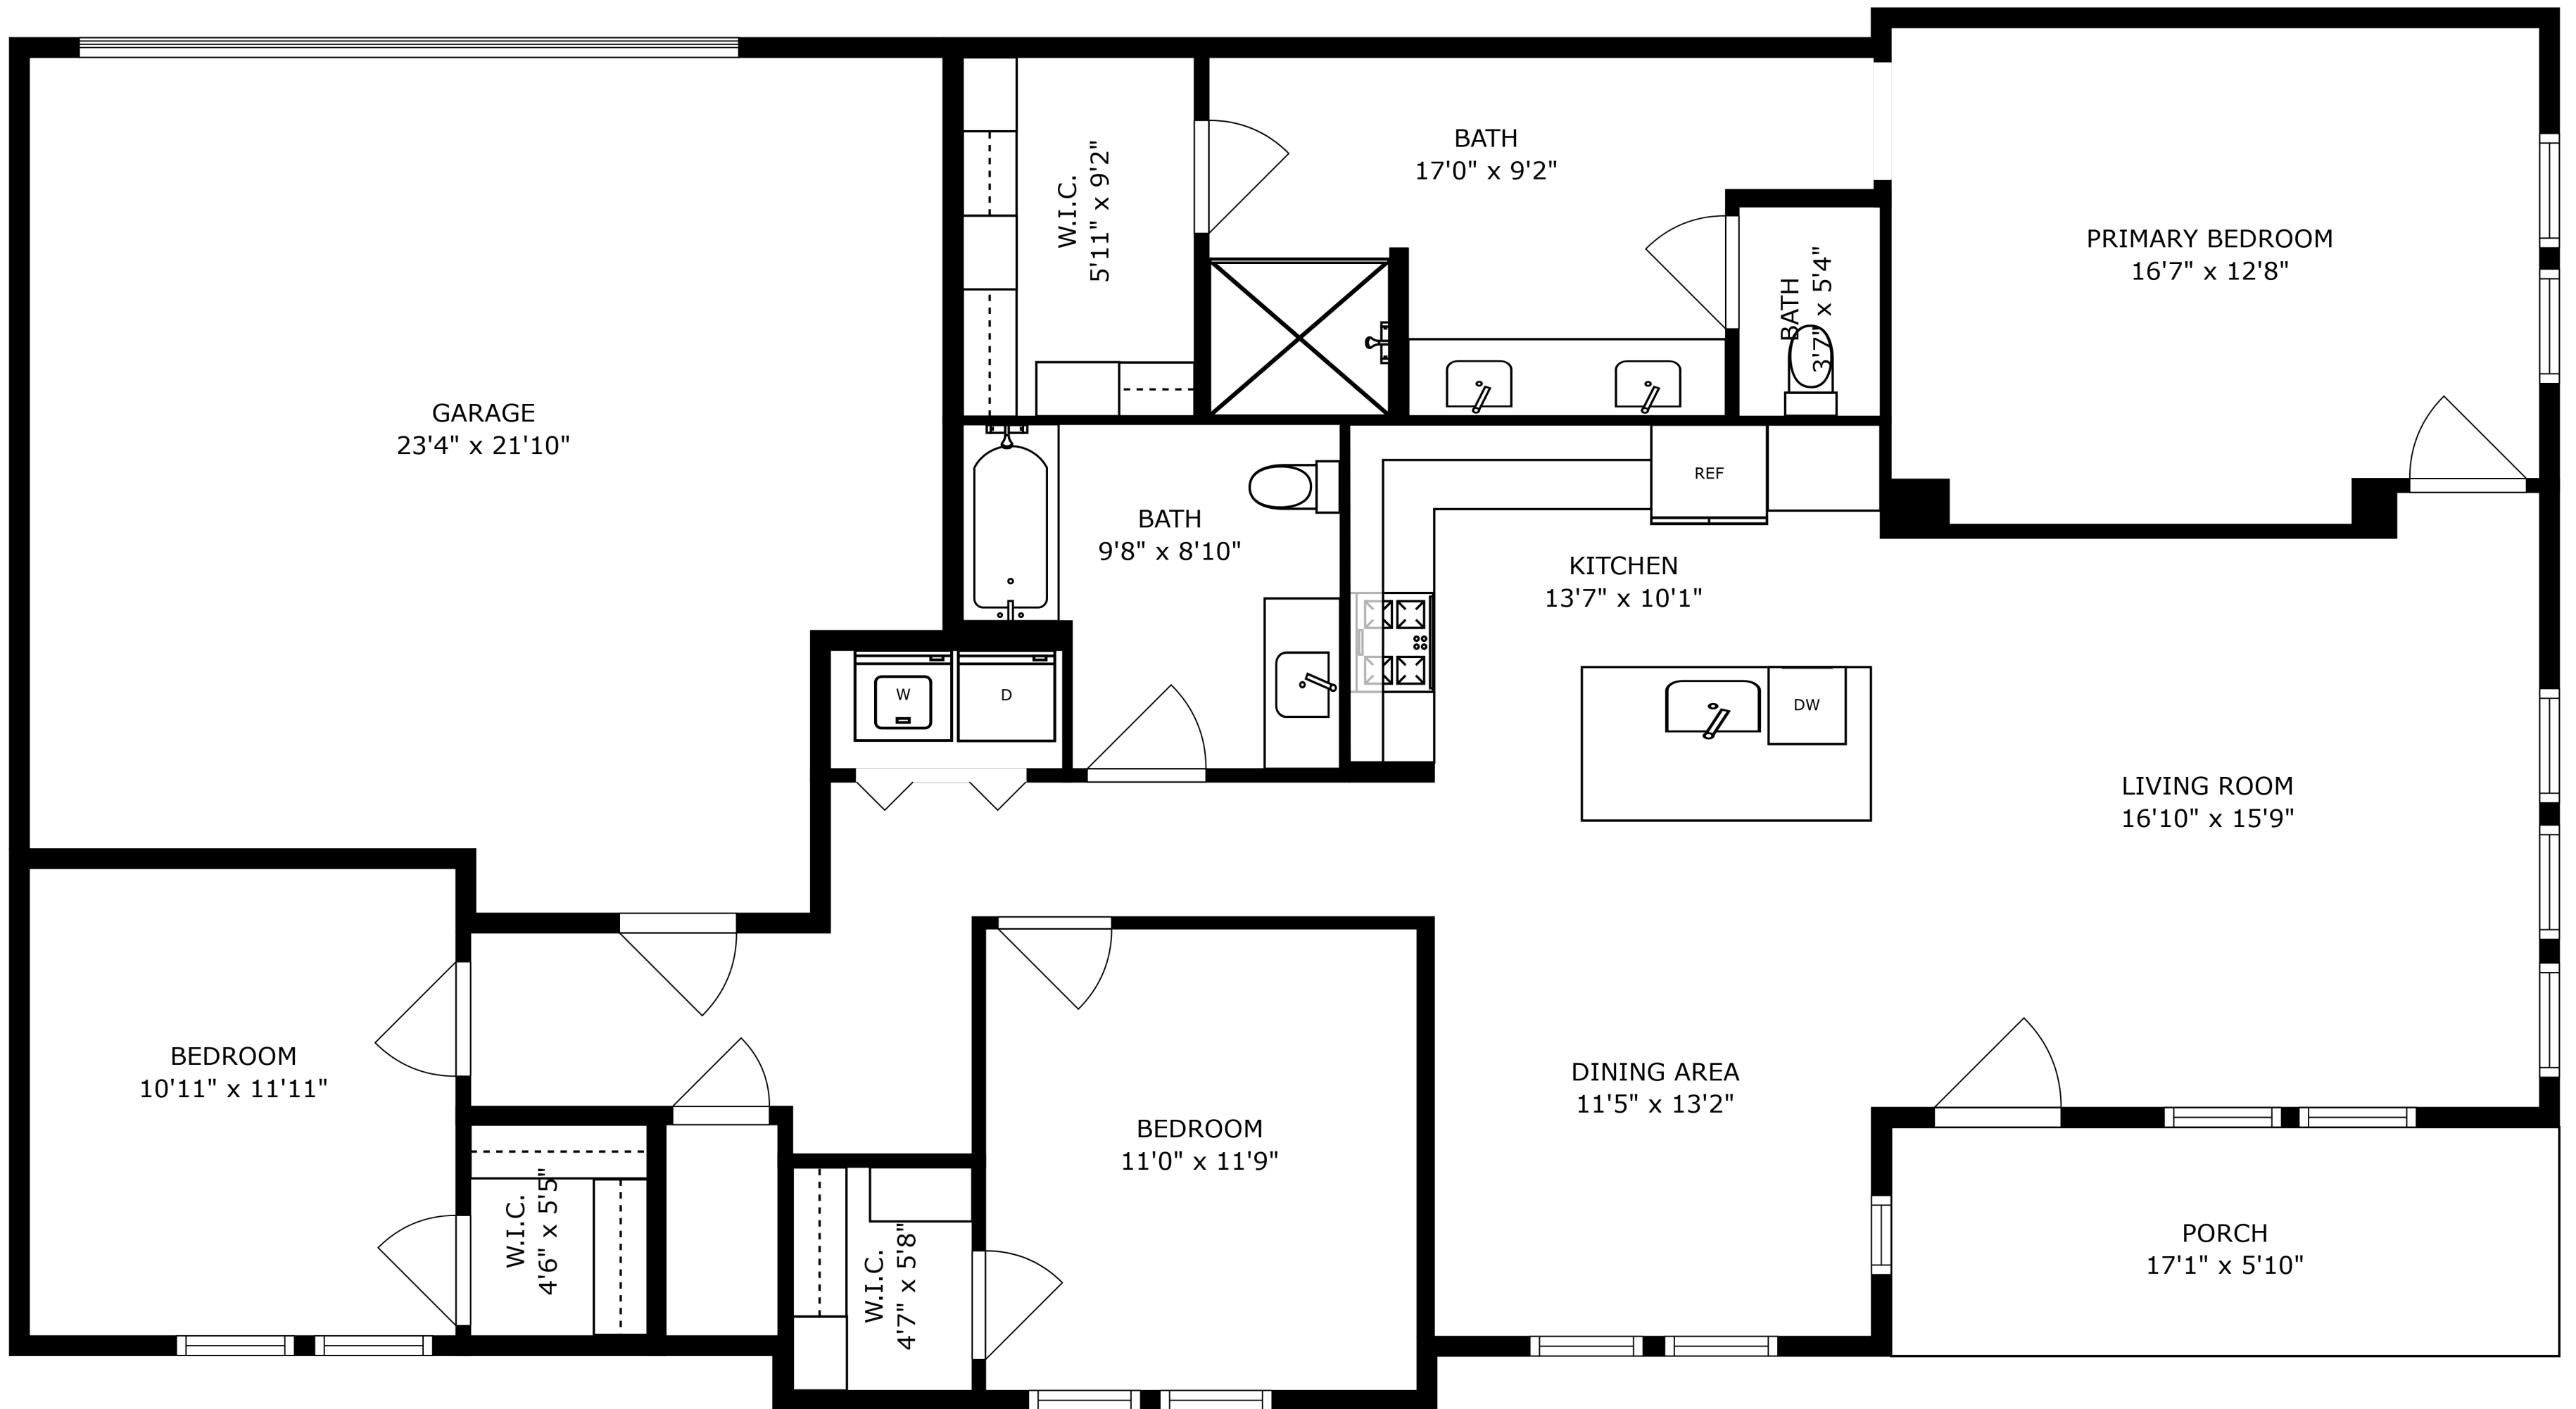 BATH
17'0" x 9'2"
W.I.C.
5'11" x 9'2"
PRIMARY BEDROOM
16'7" x 12'8"
BATH
3'7" x 5'4"
GARAGE
23'4" x 21'10"
REF
BATH
9'8" x 8'10"
KITCHEN
13'7" x 10'1"
W
D
DW
LIVING ROOM
16'10" x 15'9"
BEDROOM
10'11" x 11'11"
DINING AREA
11'5" x 13'2"
BEDROOM
11'0" x 11'9"
W.I.C.
4'6" x 5'5"
W.I.C.
4'7" x 5'8"
PORCH
17'1" x 5'10"